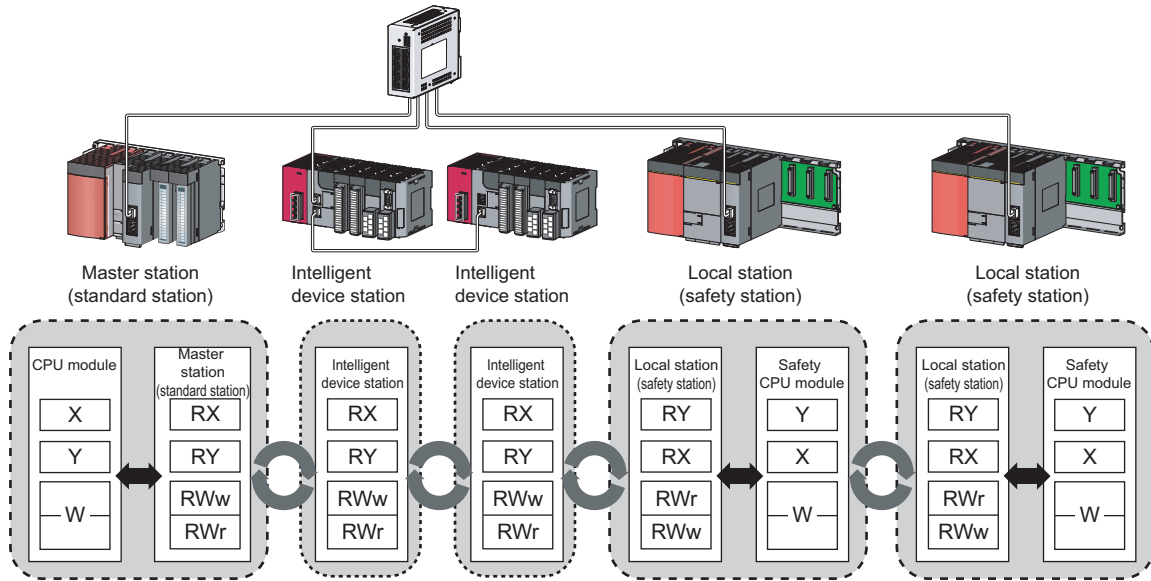 Master station
(standard station)
Intelligent
device station
Intelligent
device station
Local station
(safety station)
Local station
(safety station)
CPU module
X
Y
W
Master
station
(standard station)
RX
RY
RWw
RWr
Intelligent
device station
RX
RY
RWw
RWr
Intelligent
device station
RX
RY
RWw
RWr
Local station
(safety station)
RY
RX
RWr
RWw
Safety
CPU module
Y
X
W
Local station
(safety station)
RY
RX
RWr
RWw
Safety
CPU module
Y
X
W